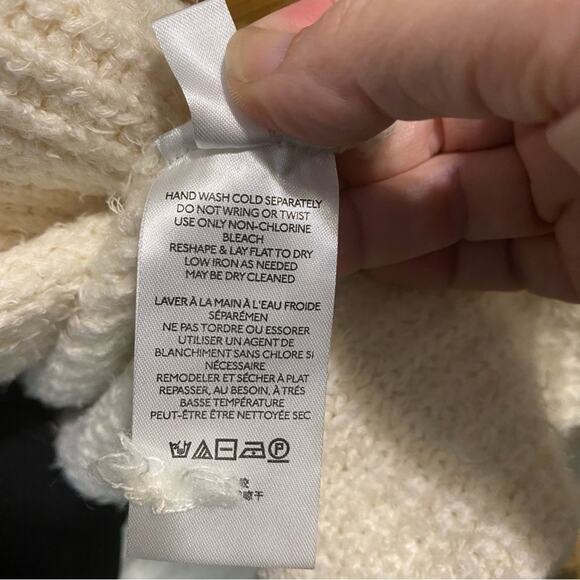 HAND WASH COLD SEPARATELY
DO NOT WRING OR TWIST
USE ONLY NON-CHLORINE
BLEACH
RESHAPE & LAY FLAT TO DRY
LOW IRON AS NEEDED
MAY BE DRY CLEANED
LAVER À LA MAIN À L'EAU FROIDE
SÉPARÉMEN
NE PAS TORDRE OU ESSORER
UTILISER UN AGENT DE
BLANCHIMENT SANS CHLORE SI
NÉCESSAIRE
REMODELER ET SÉCHER À PLAT
REPASSER, AU BESOIN, À TRÈS
BASSE TEMPÉRATURE
PEUT-ÊTRE ÊTRE NETTOYÉE SEC
P
干